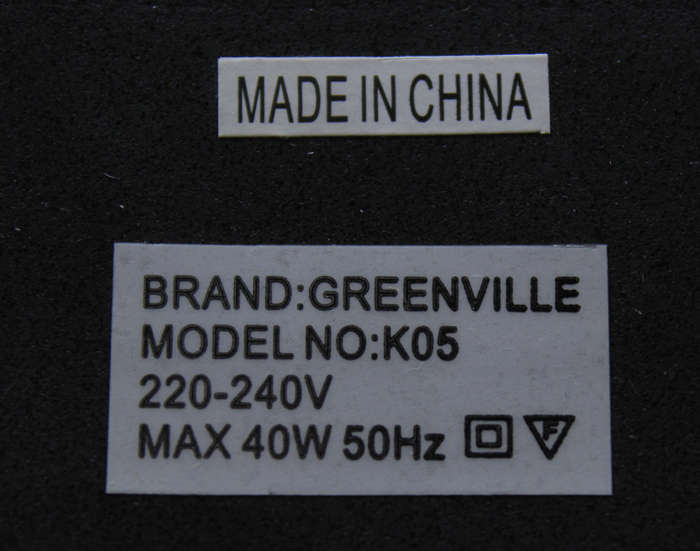 MADE IN CHINA
BRAND:GREENVILLE
MODEL NO:K05
220-240V
MAX 40W 50Hz F